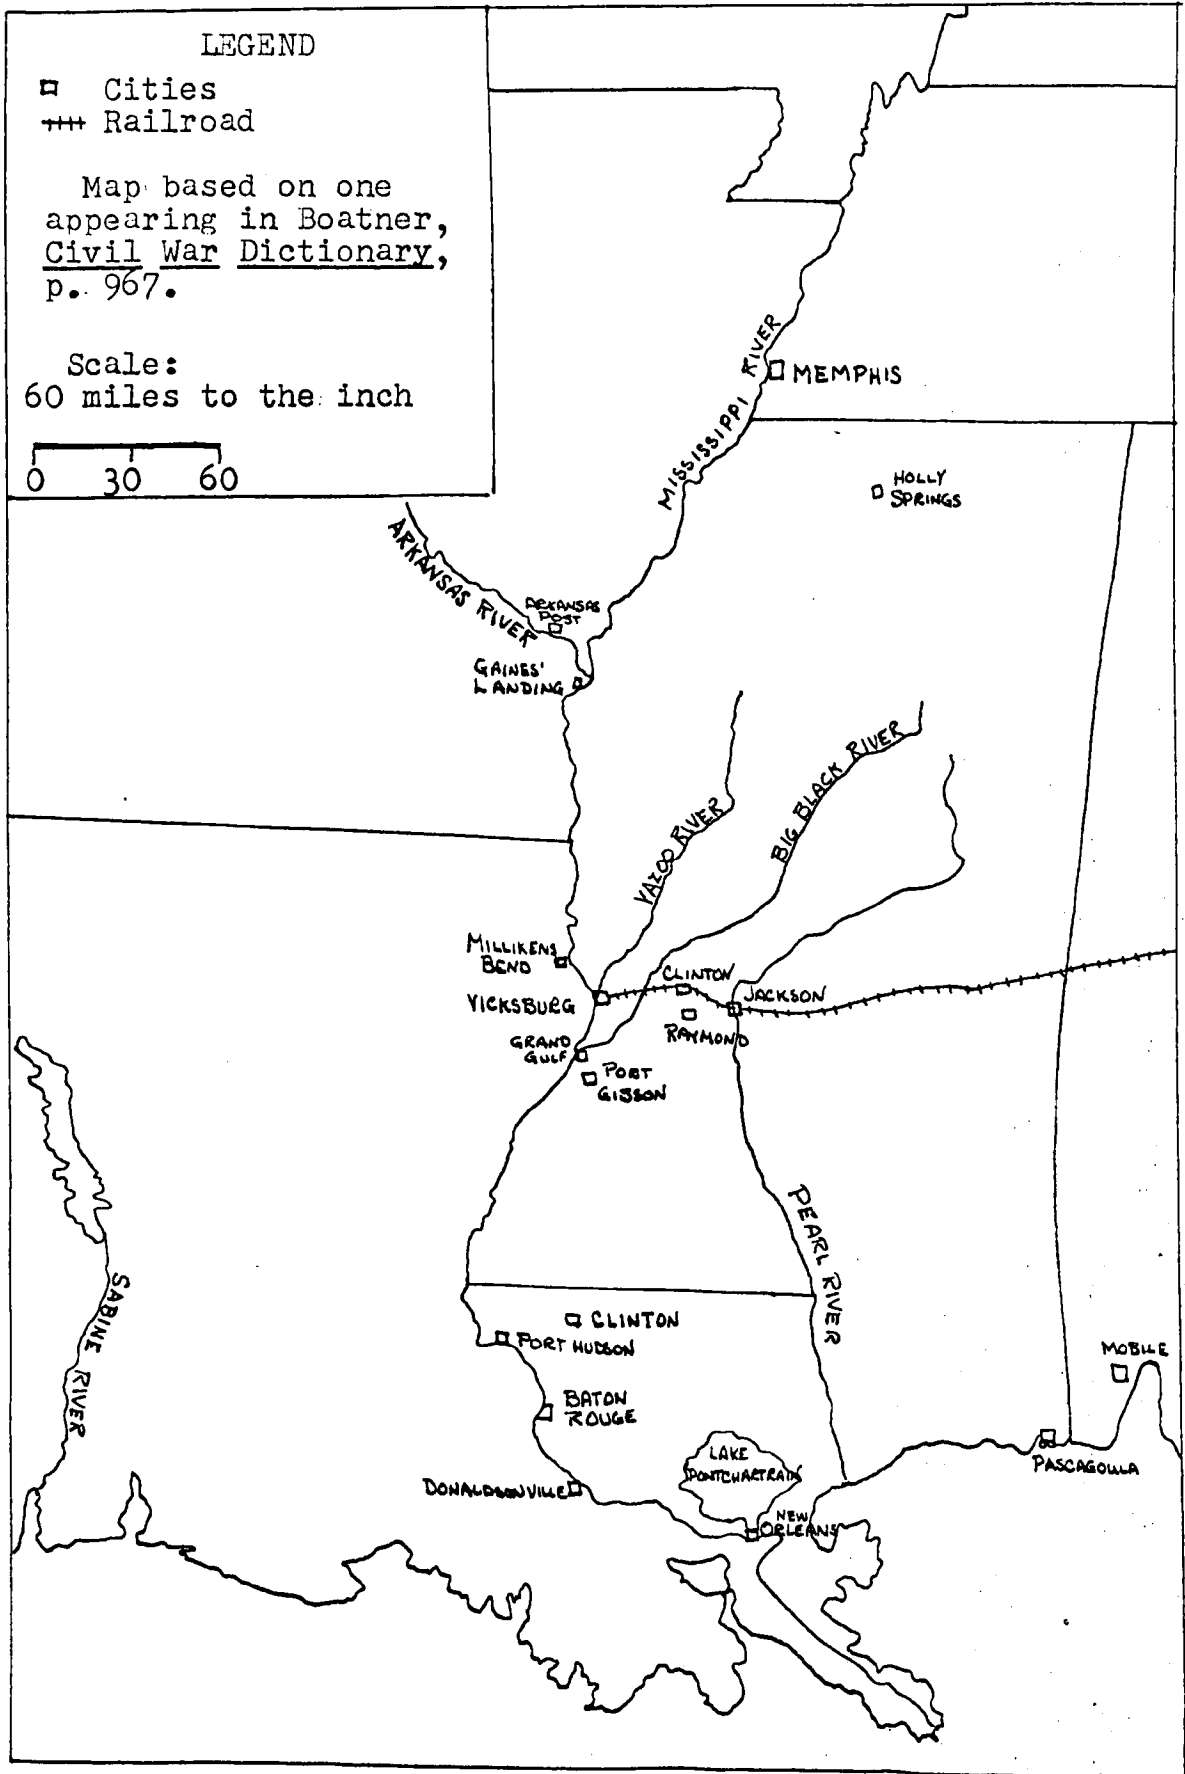 LEGEND
Cities
Railroad
Map based on one
appearing in Boatner,
Civil War Dictionary,
p. 967.
Scale:
60 miles to the inch
0 30 60
MISSISSIPPI RIVER
MEMPHIS
HOLLY
SPRINGS
ARKANSAS RIVER
ARKANSAS
POST
GAINES'
LANDING
YAZOO RIVER
BIG BLACK RIVER
MILLIKENS
BEND
VICKSBURG
CLINTON
JACKSON
RAYMOND
GRAND
GULF
PORT
GIBSON
PEARL RIVER
SABINE RIVER
CLINTON
PORT HUDSON
BATON
ROUGE
MOBILE
LAKE
PONTCHARTRAIN
PASCAGOULA
DONALDSONVILLE
NEW
ORLEANS